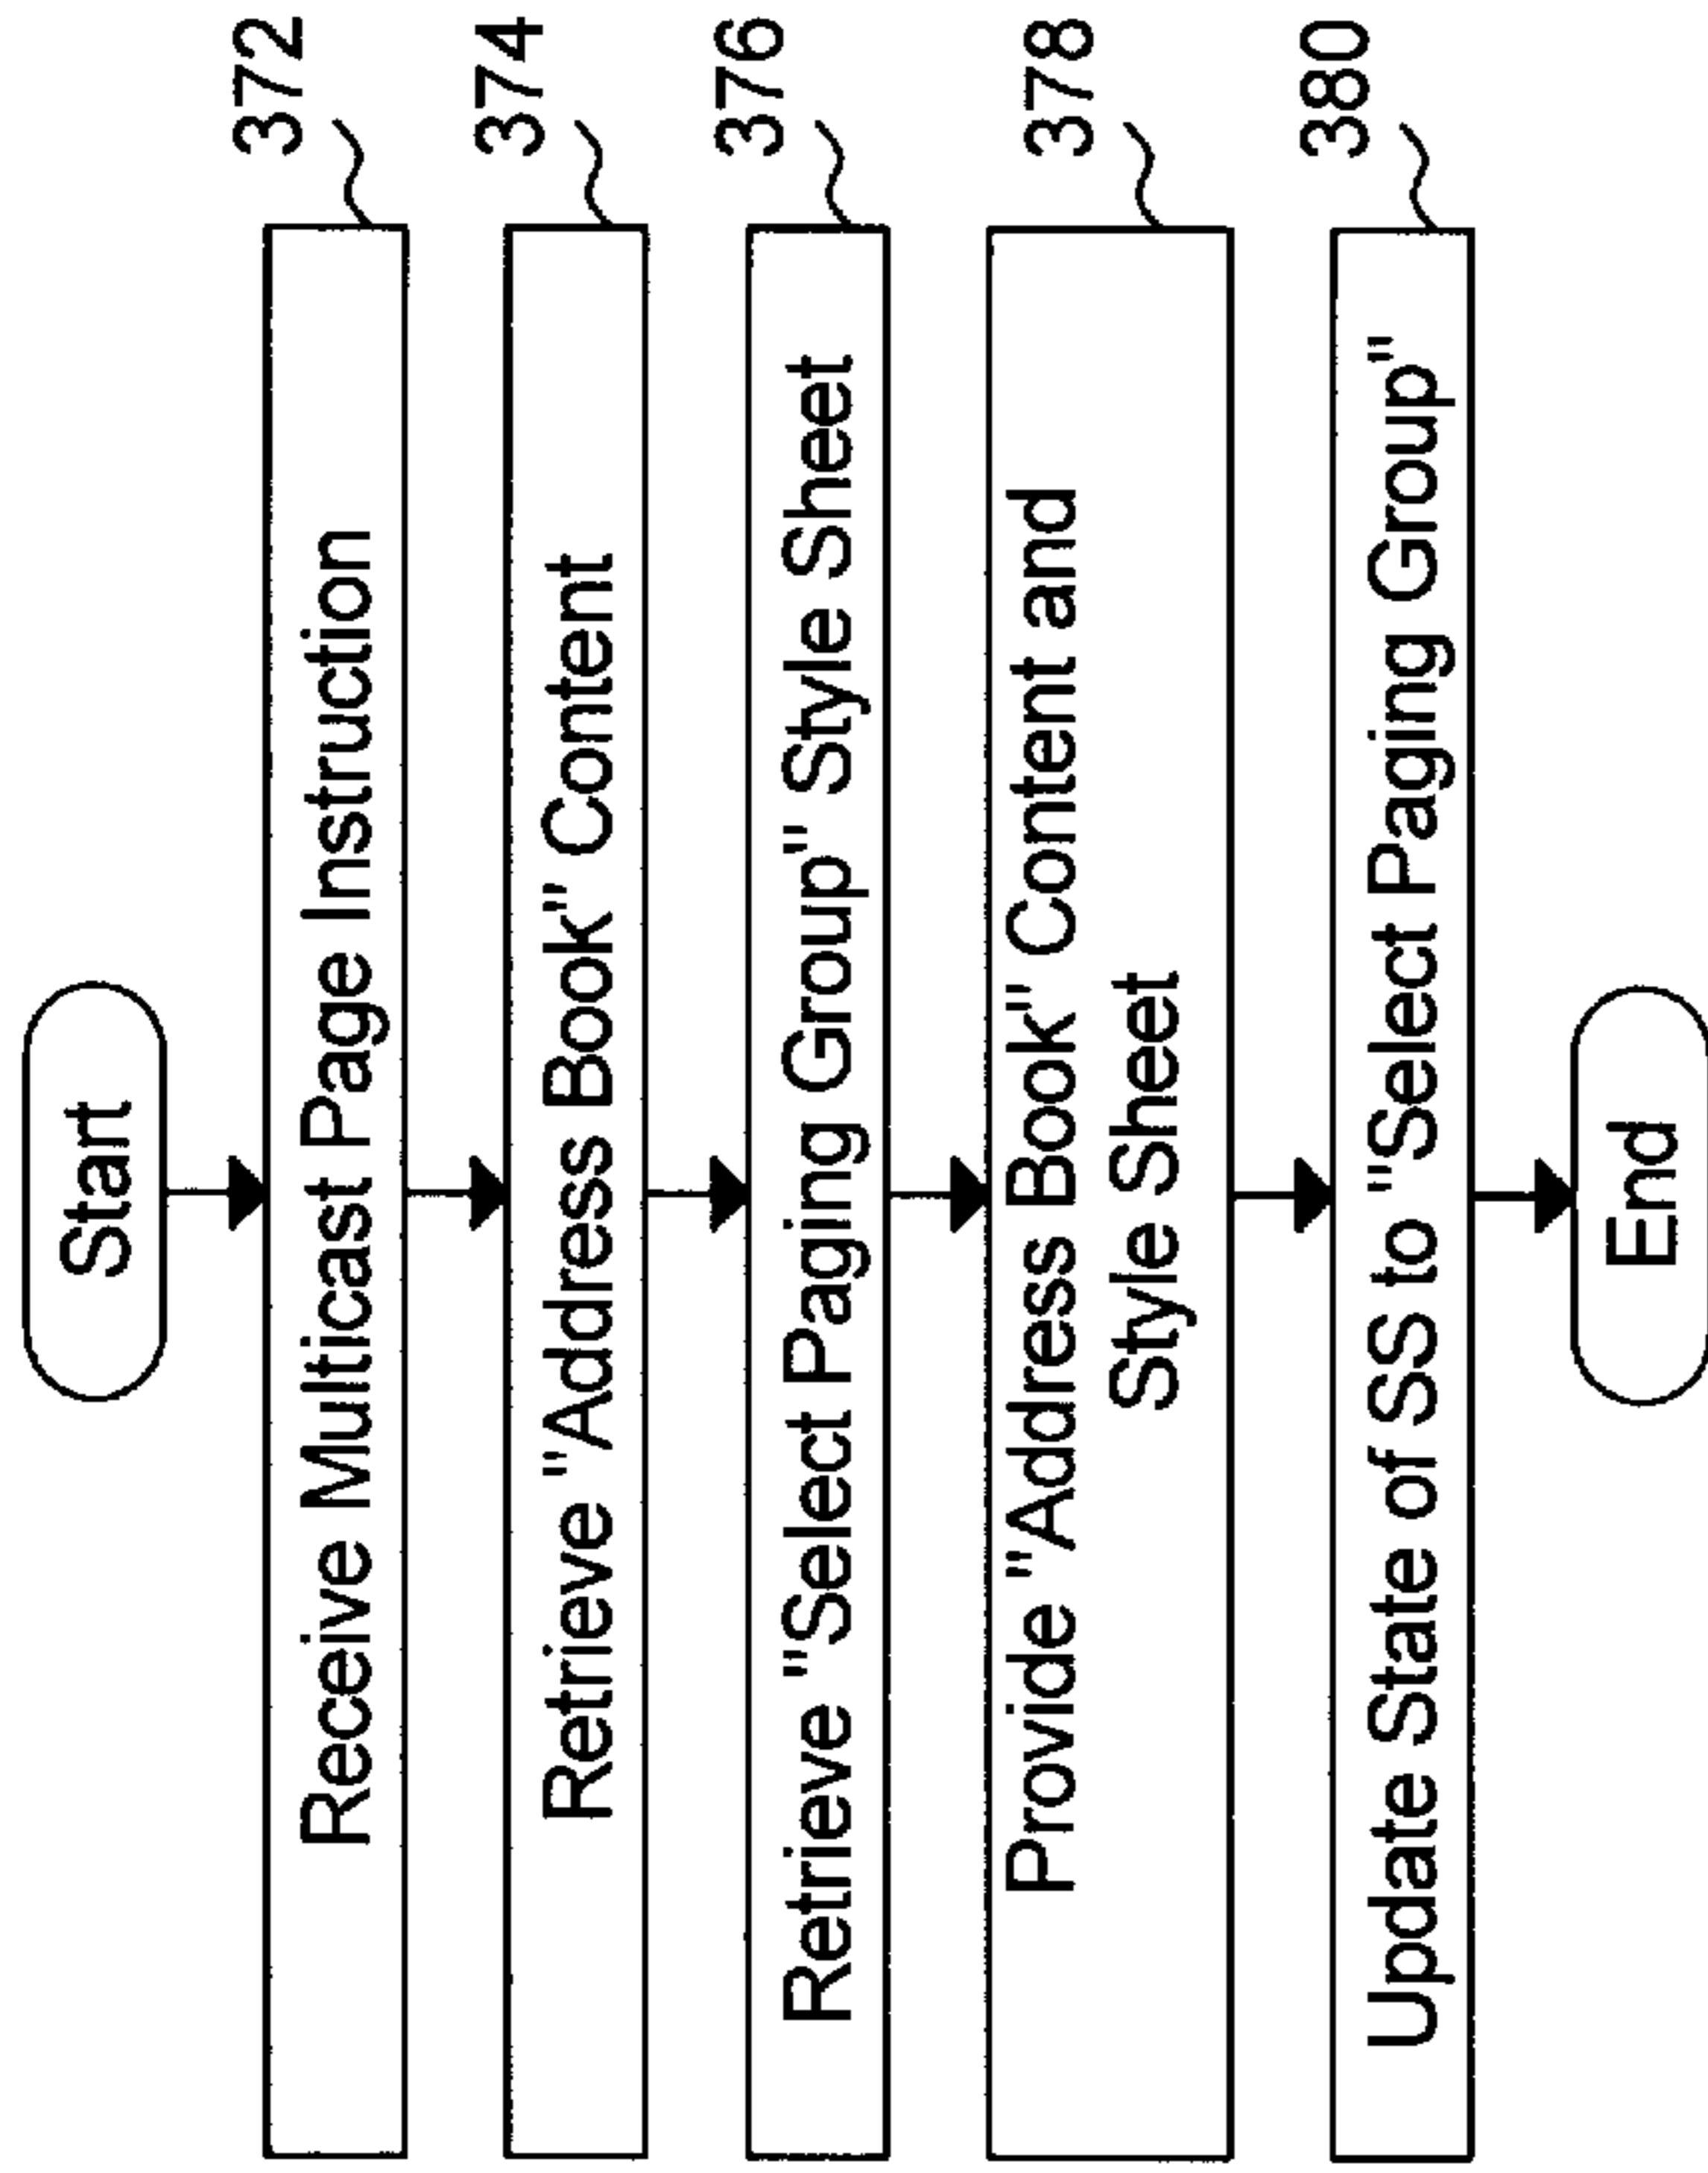 Start
Receive Multicast Page Instruction
372
Retrieve "Address Book" Content
374
Retrieve "Select Paging Group" Style Sheet
376
Provide "Address Book" Content and
Style Sheet
378
Update State of SS to "Select Paging Group"
380
End